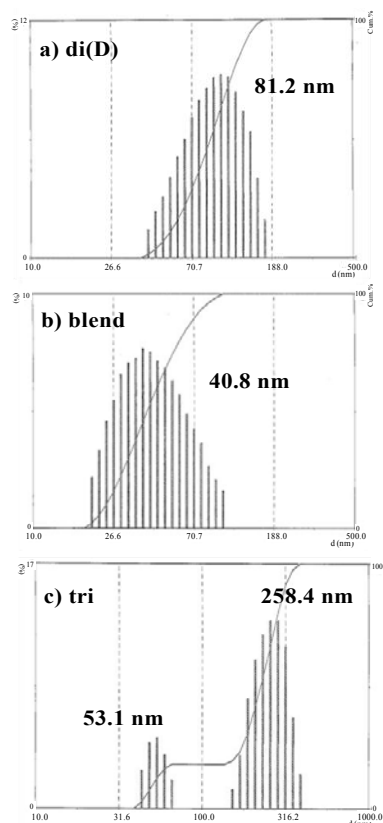 (%)
12
a) di(D)
81.2 nm
100
Cum.%
0
0
10.0 26.6 70.7 188.0 500.0
d (nm)
(%)
10
b) blend
40.8 nm
100
Cum.%
0
0
10.0 26.6 70.7 188.0 500.0
d (nm)
(%)
17
c) tri
258.4 nm
53.1 nm
100
0
0
10.0 31.6 100.0 316.2 1000.0